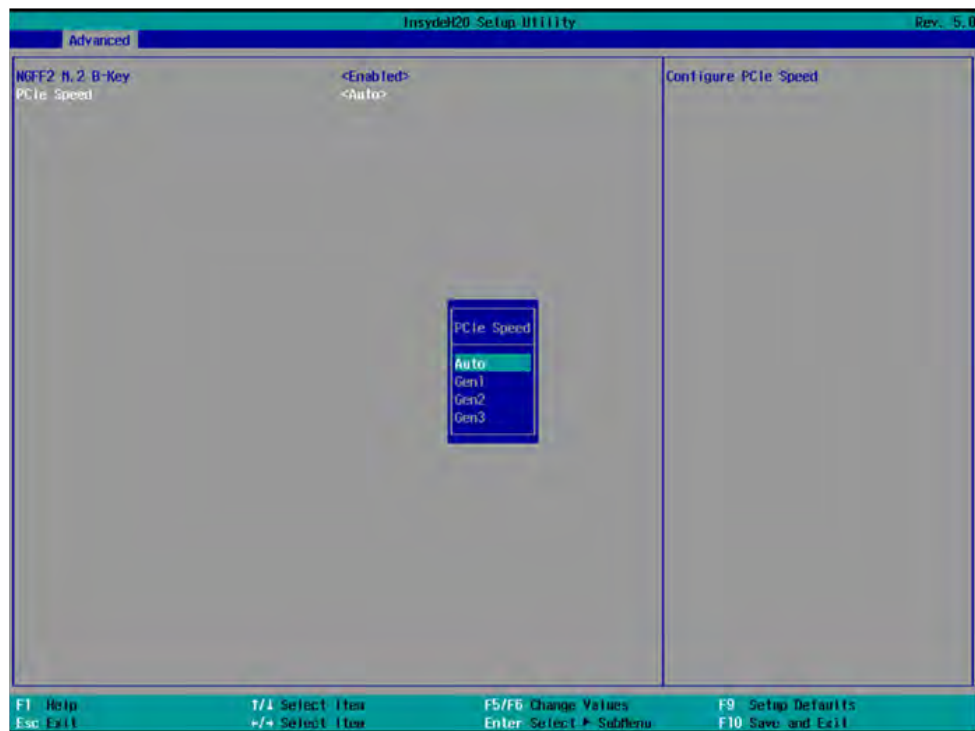 InsydeH20 Setup Utility Rev. 5.0
Advanced
NGFF2 M.2 B-Key <Enabled> Configure PCIe Speed
PCIe Speed <Auto>
PCIe Speed
Auto
Gen1
Gen2
Gen3
F1 Help ↑/↓ Select Item F5/F6 Change Values F9 Setup Defaults
Esc Exit ←/→ Select Item Enter Select ► SubMenu F10 Save and Exit